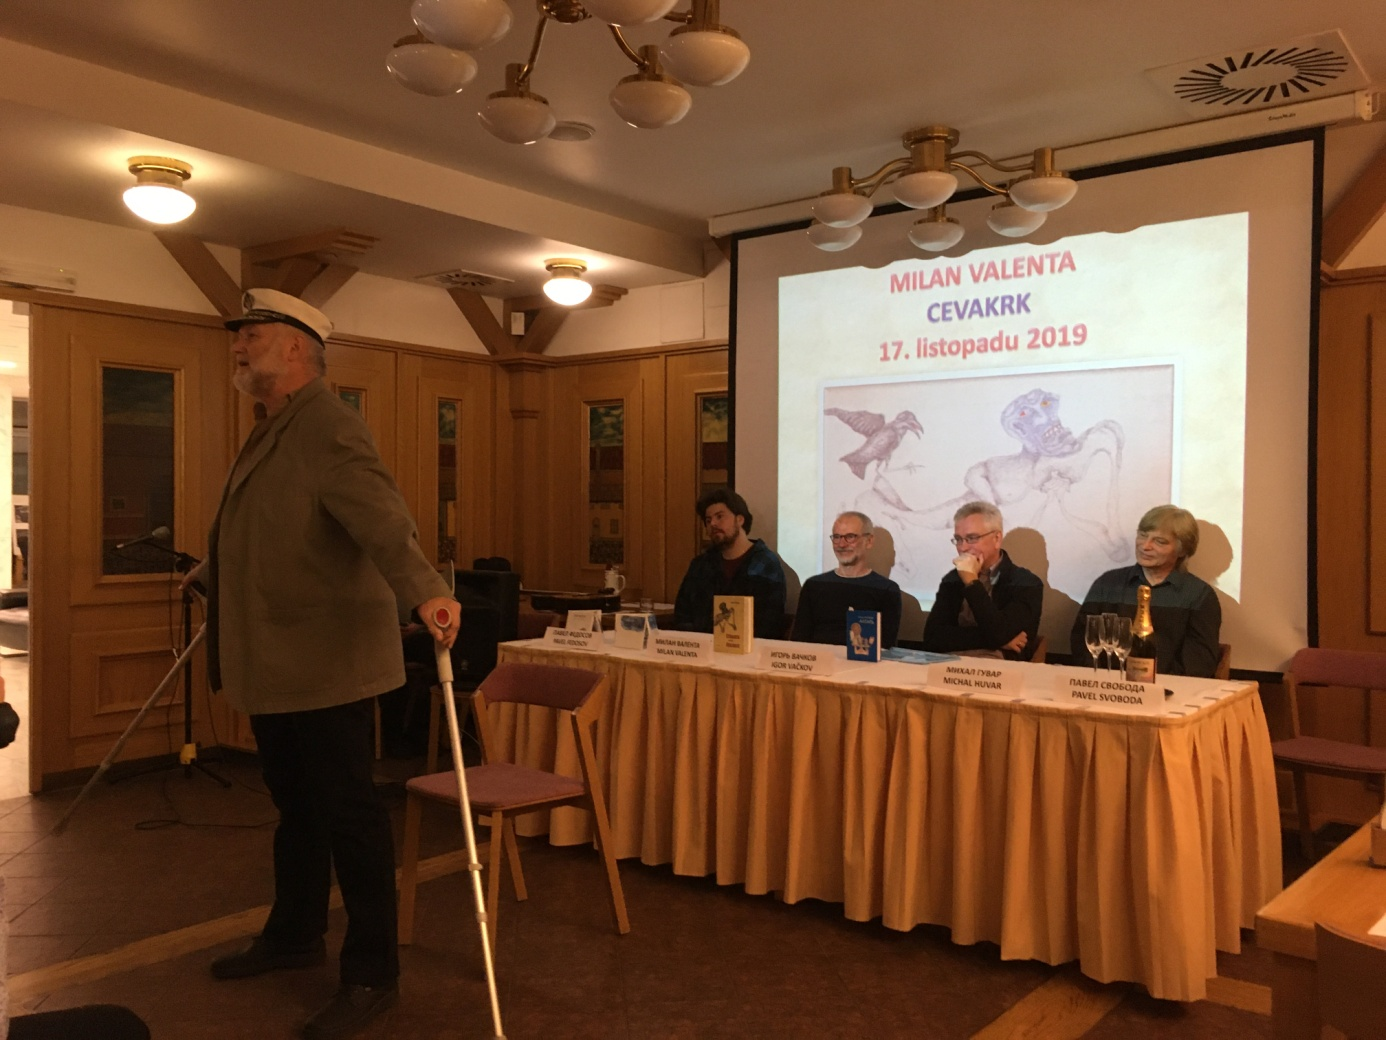 MILAN VALENTA
CEVAKRK
17. listopadu 2019
ПАВЕЛ ФЕДОСОВ
PAVEL FEDOSOV
МИЛАН ВАЛЕНТА
MILAN VALENTA
ИГОРЬ ВАЧКОВ
IGOR VAČKOV
МИХАЛ ГУВАР
MICHAL HUVAR
ПАВЕЛ СВОБОДА
PAVEL SVOBODA